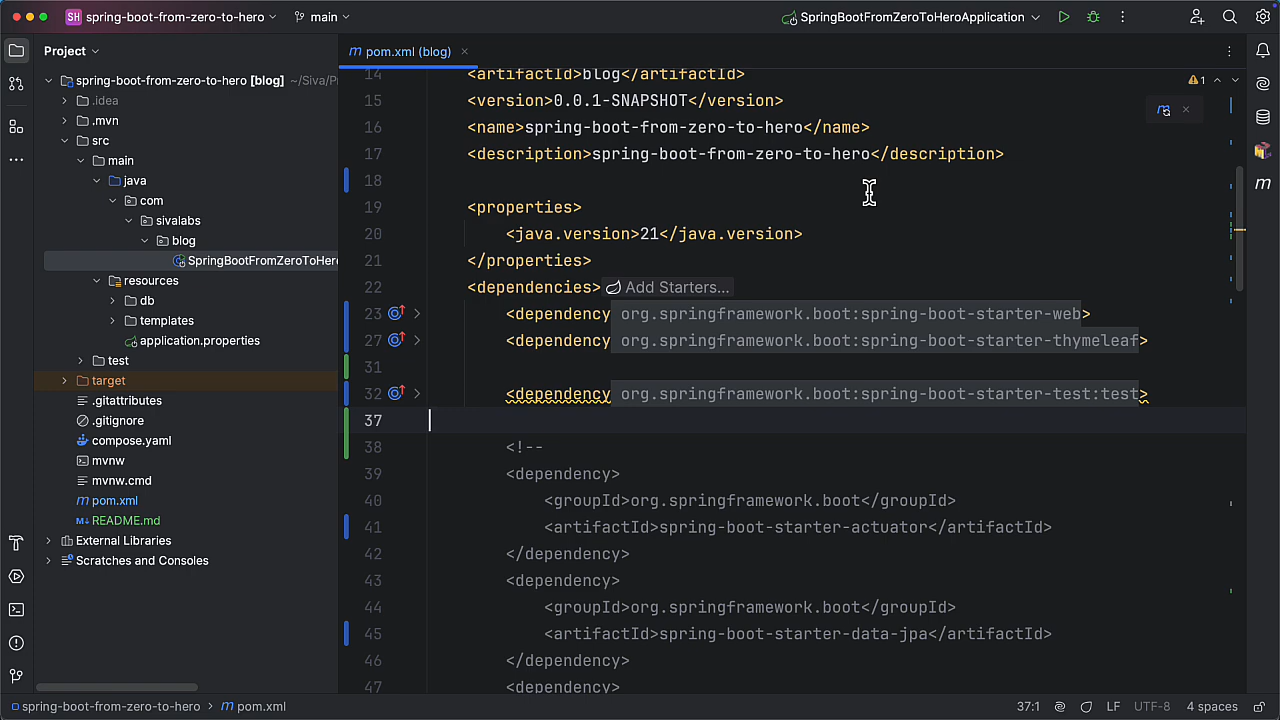 SH spring-boot-from-zero-to-hero main SpringBootFromZeroToHeroApplication
Project
m pom.xml (blog)
spring-boot-from-zero-to-hero [blog] ~/Siva/P
.idea
.mvn
src
main
java
com
sivalabs
blog
SpringBootFromZeroToHero
resources
db
templates
application.properties
test
target
.gitattributes
.gitignore
compose.yaml
mvnw
mvnw.cmd
m pom.xml
M↓ README.md
External Libraries
Scratches and Consoles
1
14 <artifactId>blog</artifactId>
15 <version>0.0.1-SNAPSHOT</version>
16 <name>spring-boot-from-zero-to-hero</name>
17 <description>spring-boot-from-zero-to-hero</description>
18
19 <properties>
20 <java.version>21</java.version>
21 </properties>
22 <dependencies> Add Starters...
23 <dependency org.springframework.boot:spring-boot-starter-web>
27 <dependency org.springframework.boot:spring-boot-starter-thymeleaf>
31
32 <dependency org.springframework.boot:spring-boot-starter-test:test>
37
38 <!--
39 <dependency>
40 <groupId>org.springframework.boot</groupId>
41 <artifactId>spring-boot-starter-actuator</artifactId>
42 </dependency>
43 <dependency>
44 <groupId>org.springframework.boot</groupId>
45 <artifactId>spring-boot-starter-data-jpa</artifactId>
46 </dependency>
47 <dependency>
m
spring-boot-from-zero-to-hero > m pom.xml 37:1 LF UTF-8 4 spaces